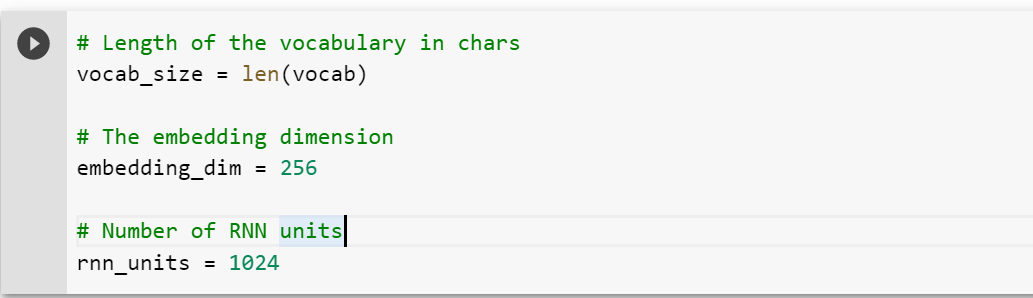 # Length of the vocabulary in chars
vocab_size = len(vocab)
# The embedding dimension
embedding_dim = 256
# Number of RNN units
rnn_units = 1024